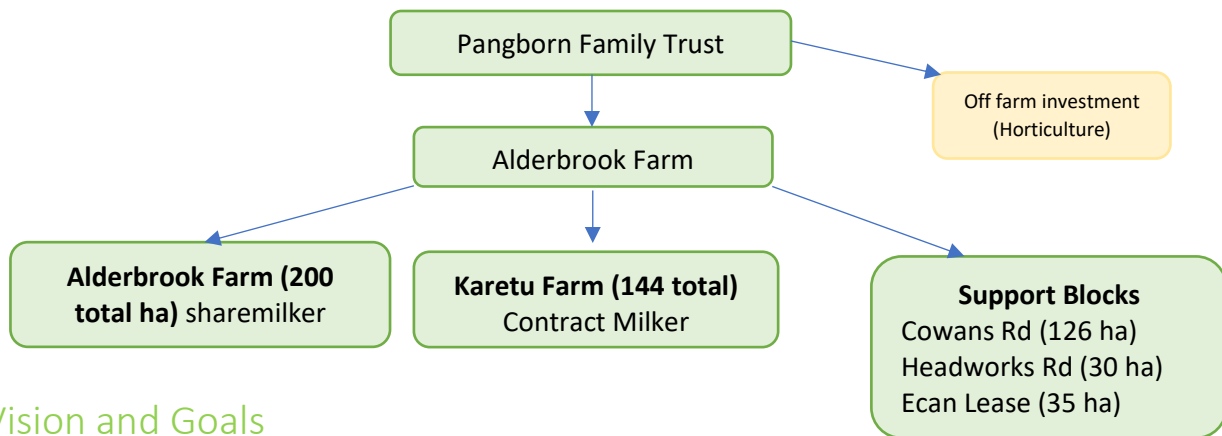 Pangborn Family Trust
Off farm investment
(Horticulture)
Alderbrook Farm
Alderbrook Farm (200
total ha) sharemilker
Karetu Farm (144 total)
Contract Milker
Support Blocks
Cowans Rd (126 ha)
Headworks Rd (30 ha)
Ecan Lease (35 ha)
Vision and Goals